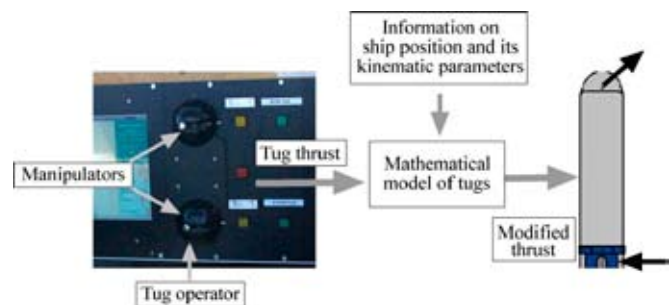 Information on
ship position and its
kinematic parameters
Tug thrust
Manipulators
Mathematical
model of tugs
Modified
thrust
Tug operator